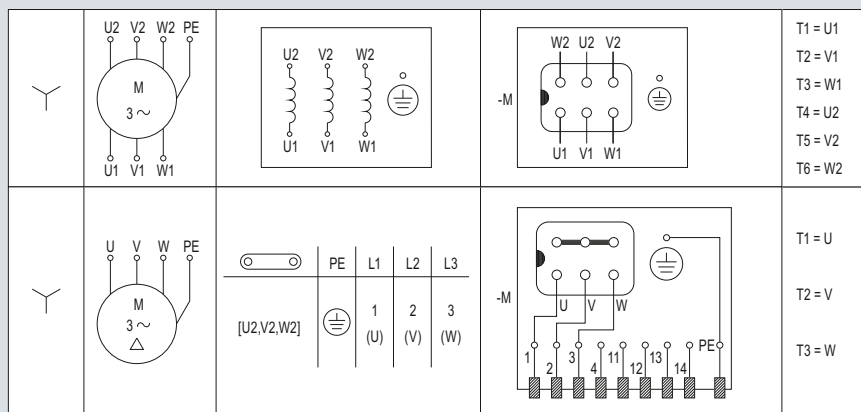 U2 V2 W2 PE
M
3 ~
U1 V1 W1
U2 V2 W2
U1 V1 W1
W2 U2 V2
-M
U1 V1 W1
T1 = U1
T2 = V1
T3 = W1
T4 = U2
T5 = V2
T6 = W2
U V W PE
M
3 ~
PE L1 L2 L3
[U2,V2,W2] 1 2 3
(U) (V) (W)
-M
U V W
1 2 3 4 11 12 13 14 PE
T1 = U
T2 = V
T3 = W